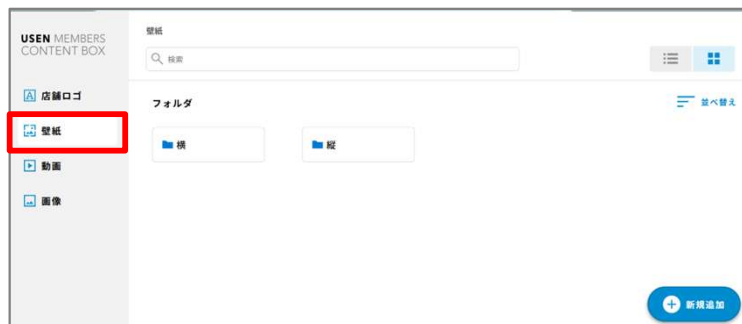 USEN MEMBERS
CONTENT BOX
店舗ロゴ
壁紙
動画
画像
壁紙
検索
フォルダ
並べ替え
横
縦
新規追加